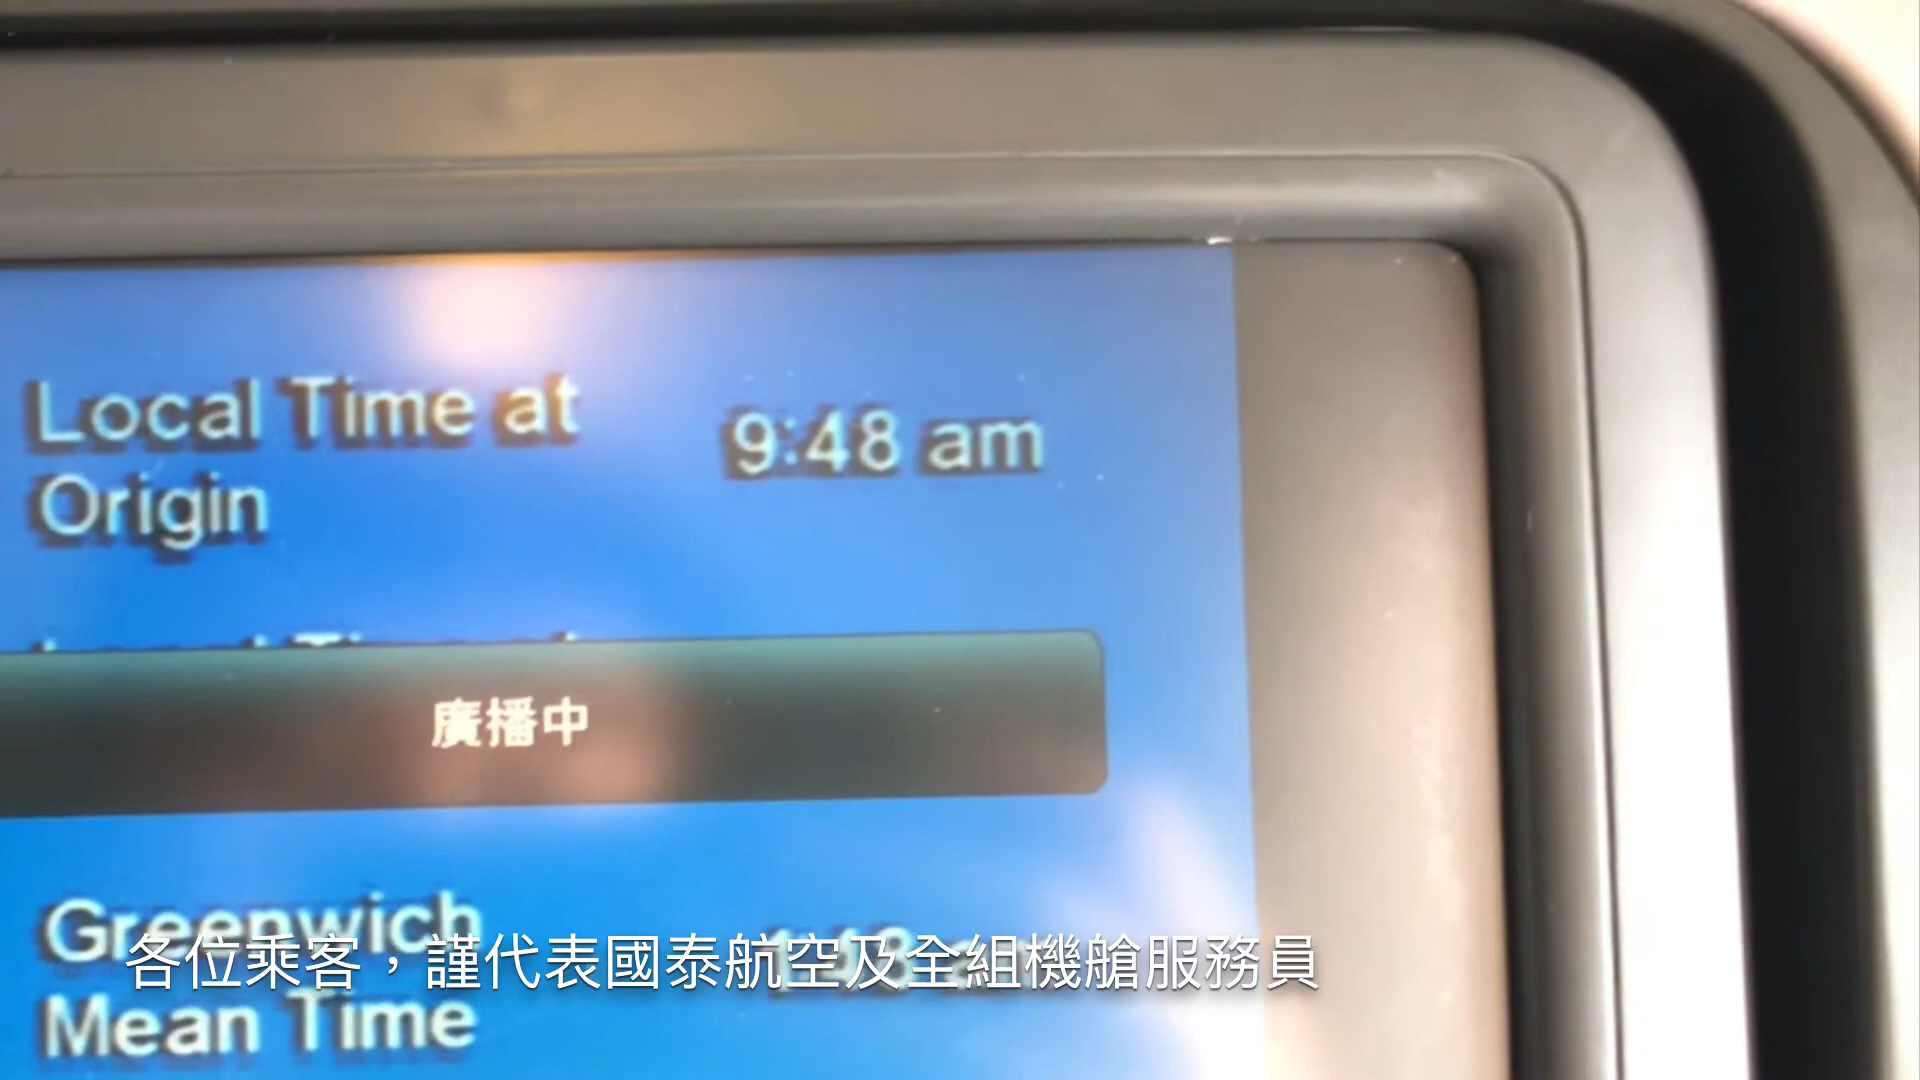 Local Time at
Origin
9:48 am
廣播中
Greenwich
Mean Time
各位乘客，謹代表國泰航空及全組機艙服務員